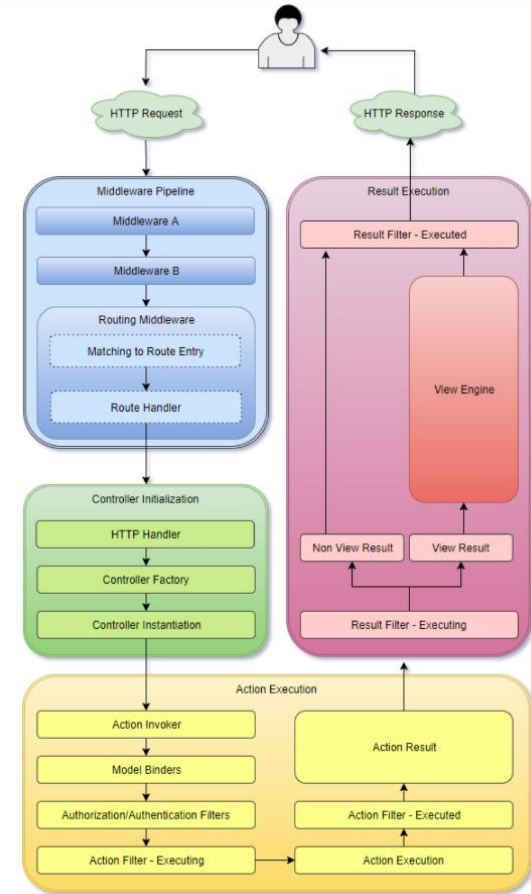 HTTP Request
HTTP Response
Middleware Pipeline
Middleware A
Middleware B
Routing Middleware
Matching to Route Entry
Route Handler
Controller Initialization
HTTP Handler
Controller Factory
Controller Instantiation
Action Execution
Action Invoker
Model Binders
Authorization/Authentication Filters
Action Filter - Executing
Action Execution
Action Filter - Executed
Action Result
Result Execution
Result Filter - Executing
Non View Result
View Result
View Engine
Result Filter - Executed